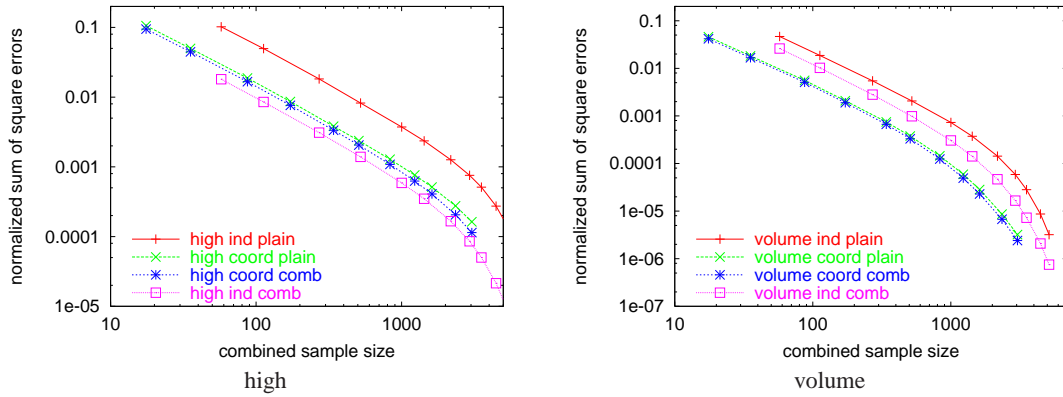 normalized sum of square errors
0.1
0.01
0.001
0.0001
1e-05
high ind plain
high coord plain
high coord comb
high ind comb
10 100 1000
combined sample size
high
normalized sum of square errors
0.1
0.01
0.001
0.0001
1e-05
1e-06
1e-07
volume ind plain
volume coord plain
volume coord comb
volume ind comb
10 100 1000
combined sample size
volume